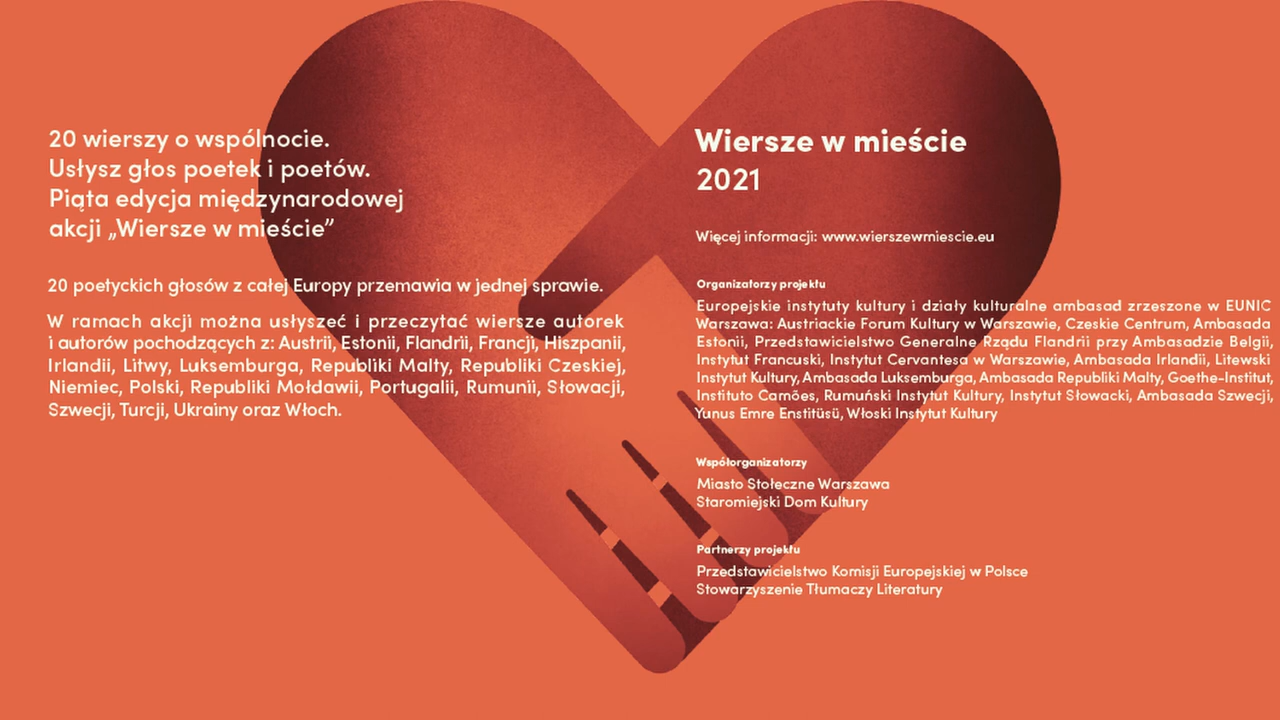 20 wierszy o wspólnocie.
Usłysz głos poetek i poetów.
Piąta edycja międzynarodowej
akcji „Wiersze w mieście”
20 poetyckich głosów z całej Europy przemawia w jednej sprawie.
W ramach akcji można usłyszeć i przeczytać wiersze autorek
i autorów pochodzących z: Austrii, Estonii, Flandrii, Francji, Hiszpanii,
Irlandii, Litwy, Luksemburga, Republiki Malty, Republiki Czeskiej,
Niemiec, Polski, Republiki Mołdawii, Portugalii, Rumunii, Słowacji,
Szwecji, Turcji, Ukrainy oraz Włoch.
Wiersze w mieście
2021
Więcej informacji: www.wierszewmiescie.eu
Organizatorzy projektu
Europejskie instytuty kultury i działy kulturalne ambasad zrzeszone w EUNIC
Warszawa: Austriackie Forum Kultury w Warszawie, Czeskie Centrum, Ambasada
Estonii, Przedstawicielstwo Generalne Rządu Flandrii przy Ambasadzie Belgii,
Instytut Francuski, Instytut Cervantesa w Warszawie, Ambasada Irlandii, Litewski
Instytut Kultury, Ambasada Luksemburga, Ambasada Republiki Malty, Goethe-Institut,
Instituto Camões, Rumuński Instytut Kultury, Instytut Słowacki, Ambasada Szwecji,
Yunus Emre Enstitüsü, Włoski Instytut Kultury
Współorganizatorzy
Miasto Stołeczne Warszawa
Staromiejski Dom Kultury
Partnerzy projektu
Przedstawicielstwo Komisji Europejskiej w Polsce
Stowarzyszenie Tłumaczy Literatury